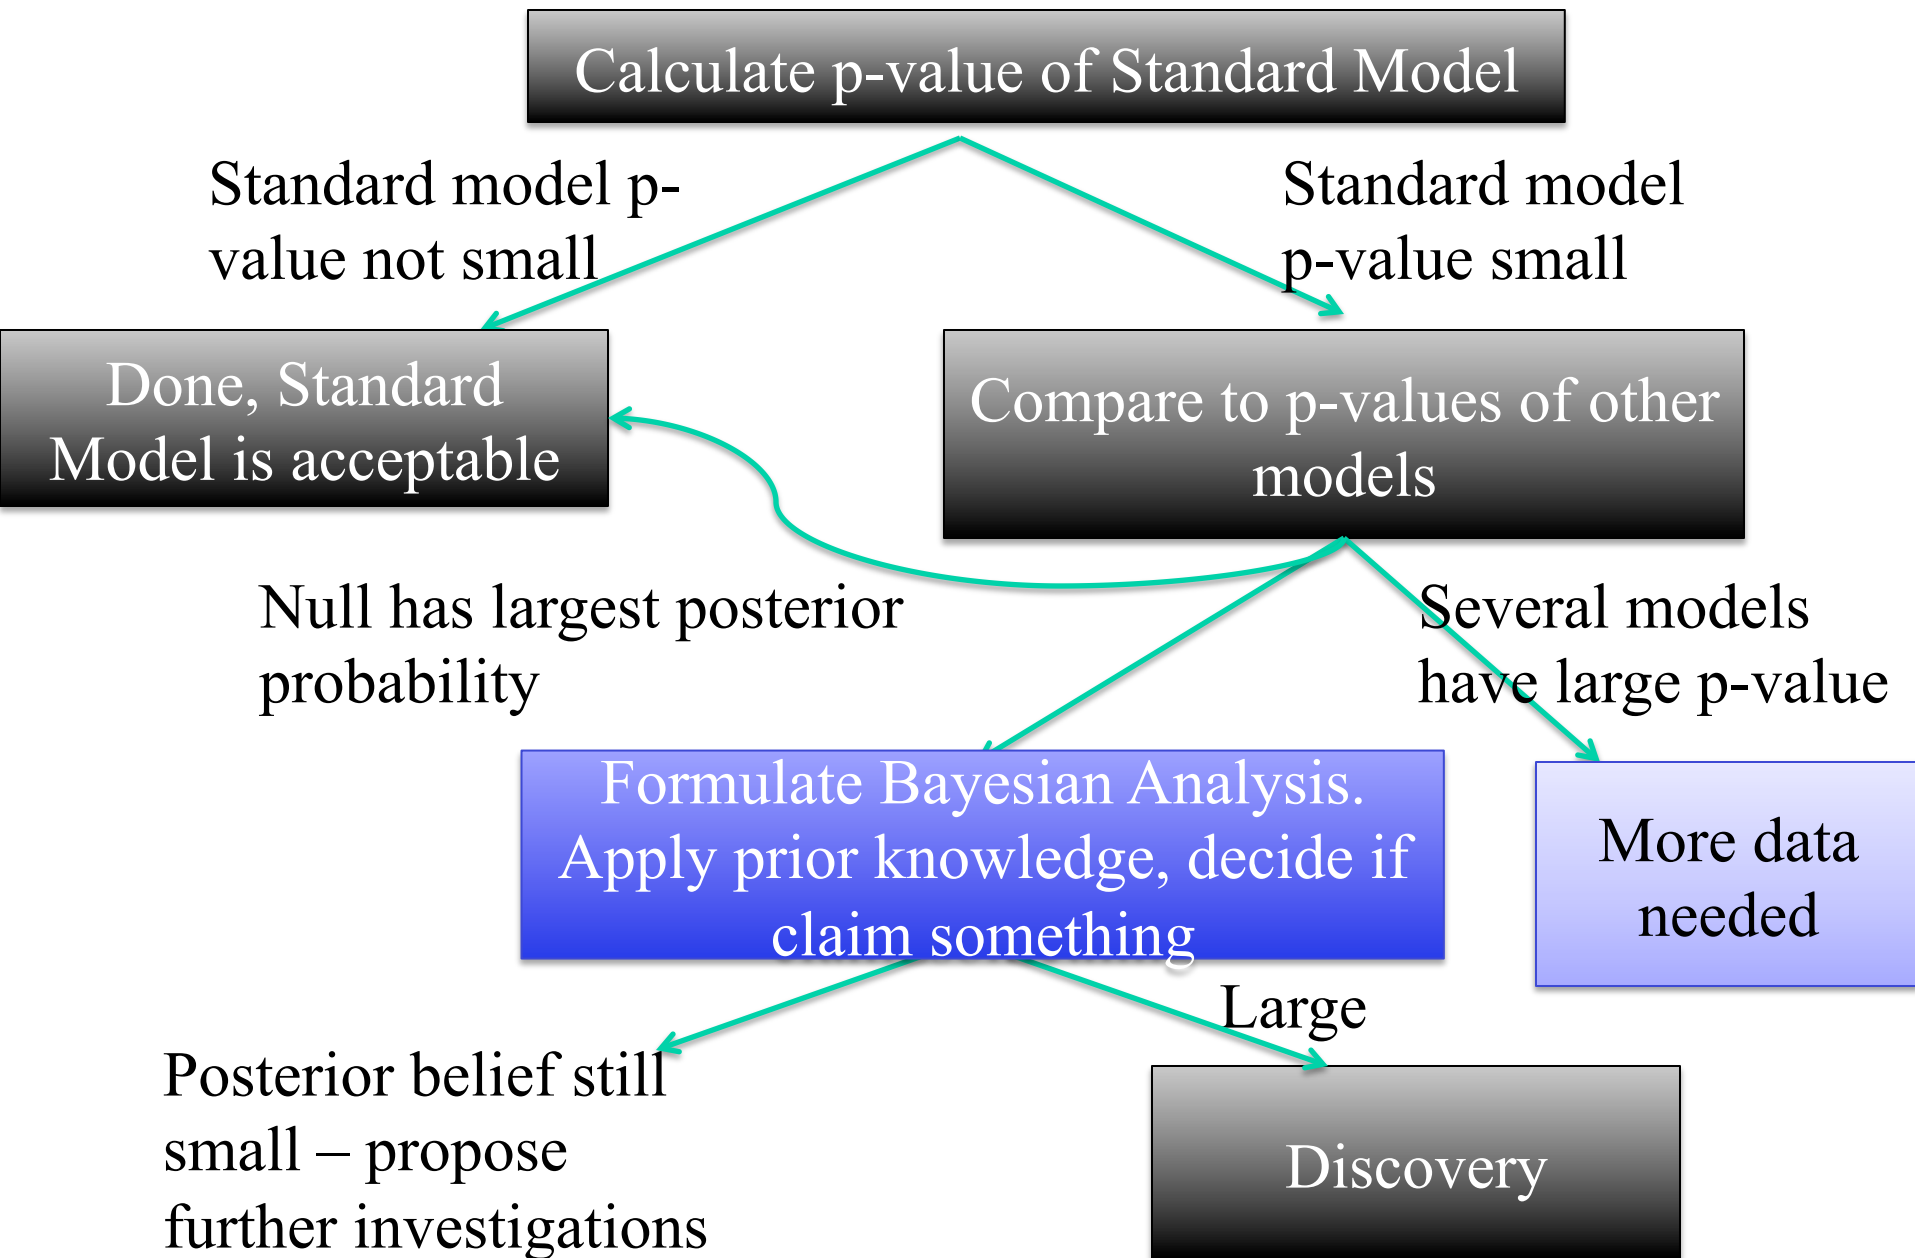 Calculate p-value of Standard Model
Standard model p-
value not small
Standard model
p-value small
Done, Standard
Model is acceptable
Compare to p-values of other
models
Null has largest posterior
probability
Several models
have large p-value
Formulate Bayesian Analysis.
Apply prior knowledge, decide if
claim something
More data
needed
Large
Posterior belief still
small – propose
further investigations
Discovery